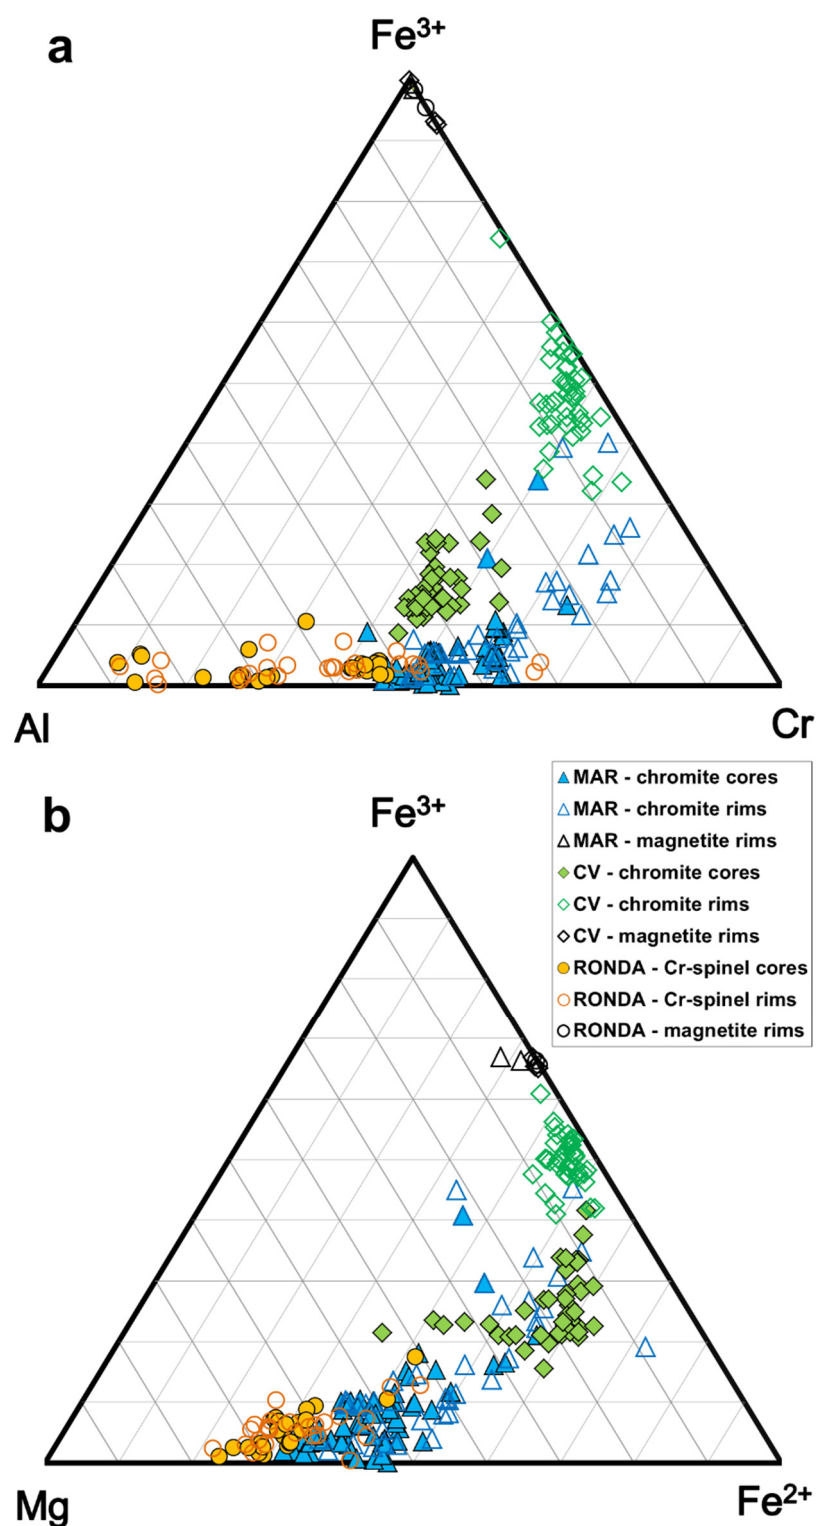 a
Fe³⁺
Al
Cr
MAR - chromite cores
MAR - chromite rims
MAR - magnetite rims
CV - chromite cores
CV - chromite rims
CV - magnetite rims
RONDA - Cr-spinel cores
RONDA - Cr-spinel rims
RONDA - magnetite rims
b
Fe³⁺
Mg
Fe²⁺